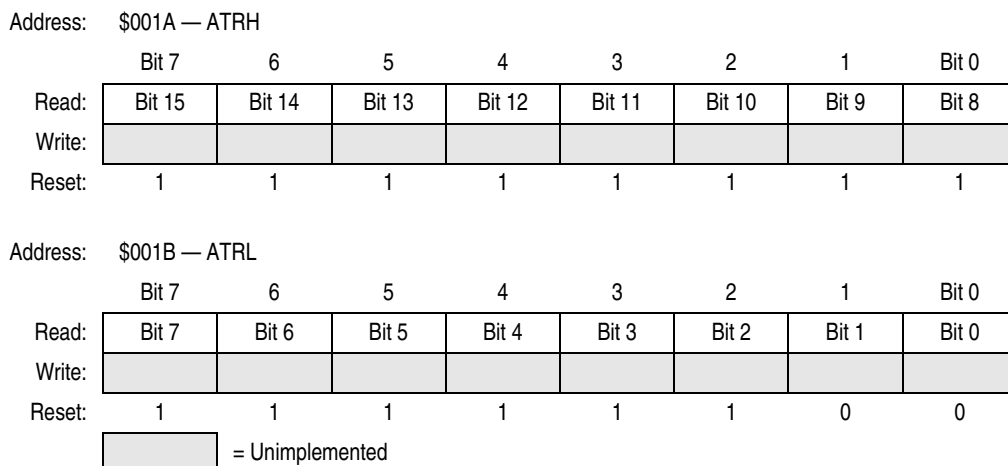 Address: $001A — ATRH
Bit 7 6 5 4 3 2 1 Bit 0
Read: Bit 15 Bit 14 Bit 13 Bit 12 Bit 11 Bit 10 Bit 9 Bit 8
Write:
Reset: 1 1 1 1 1 1 1 1
Address: $001B — ATRL
Bit 7 6 5 4 3 2 1 Bit 0
Read: Bit 7 Bit 6 Bit 5 Bit 4 Bit 3 Bit 2 Bit 1 Bit 0
Write:
Reset: 1 1 1 1 1 1 0 0
= Unimplemented